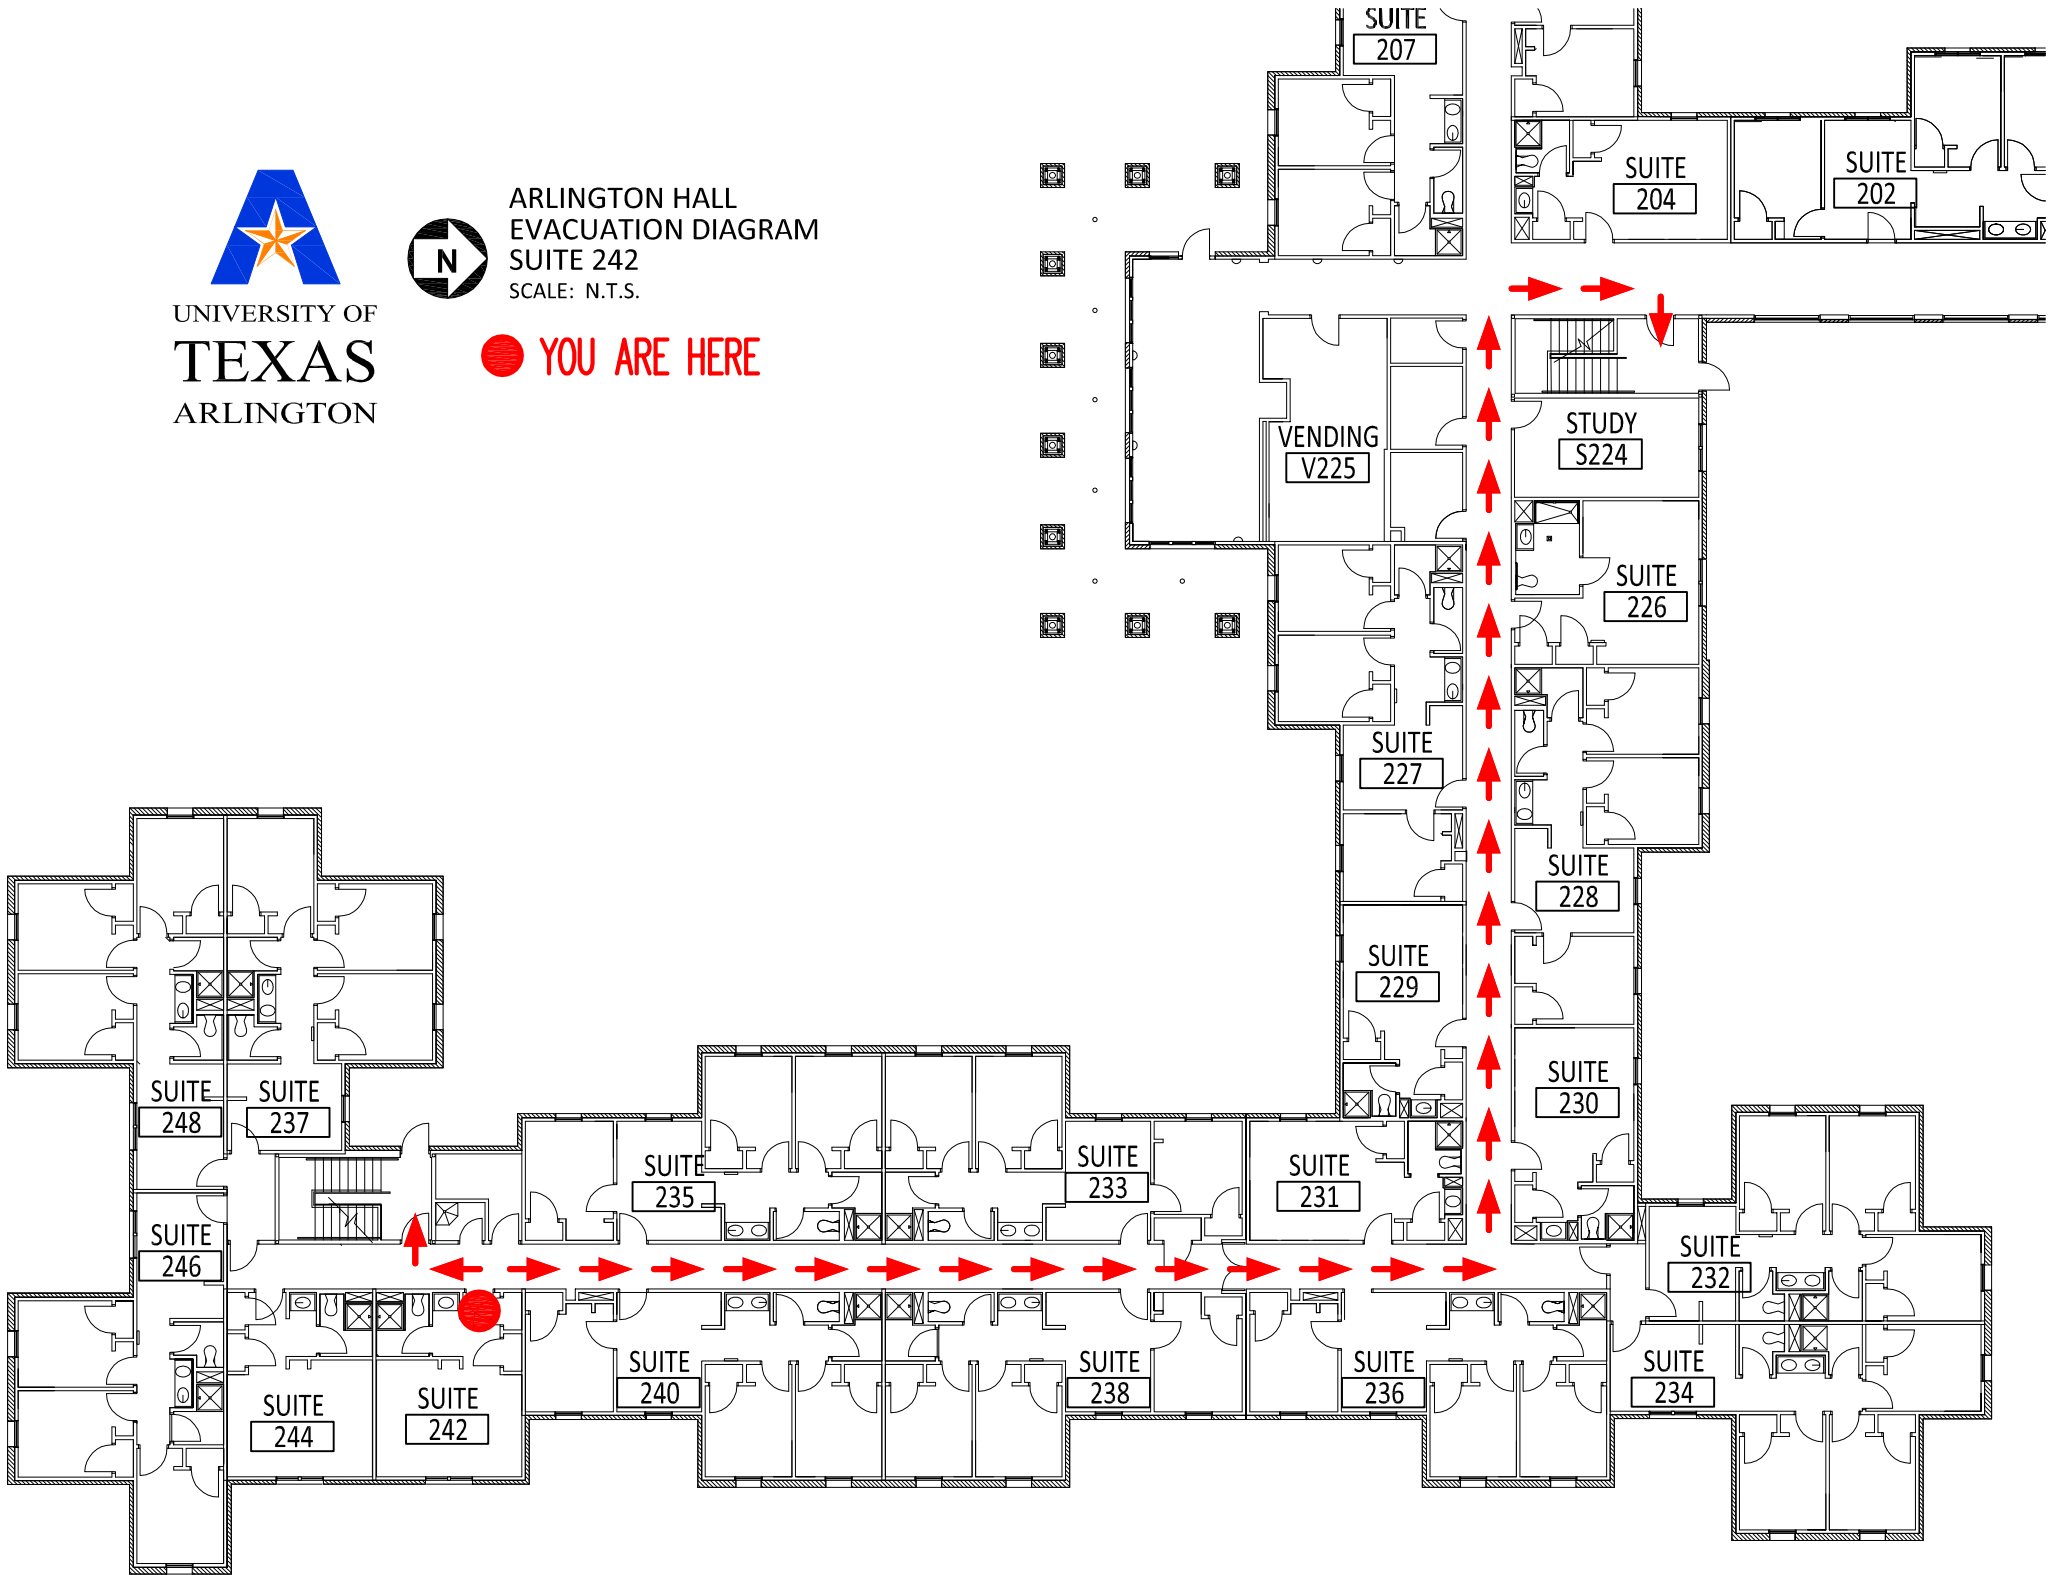 SUITE
207
SUITE
204
SUITE
202
UNIVERSITY OF
TEXAS
ARLINGTON
N
ARLINGTON HALL
EVACUATION DIAGRAM
SUITE 242
SCALE: N.T.S.
YOU ARE HERE
VENDING
V225
STUDY
S224
SUITE
226
SUITE
227
SUITE
228
SUITE
229
SUITE
230
SUITE
248
SUITE
237
SUITE
235
SUITE
233
SUITE
231
SUITE
246
SUITE
232
SUITE
244
SUITE
242
SUITE
240
SUITE
238
SUITE
236
SUITE
234